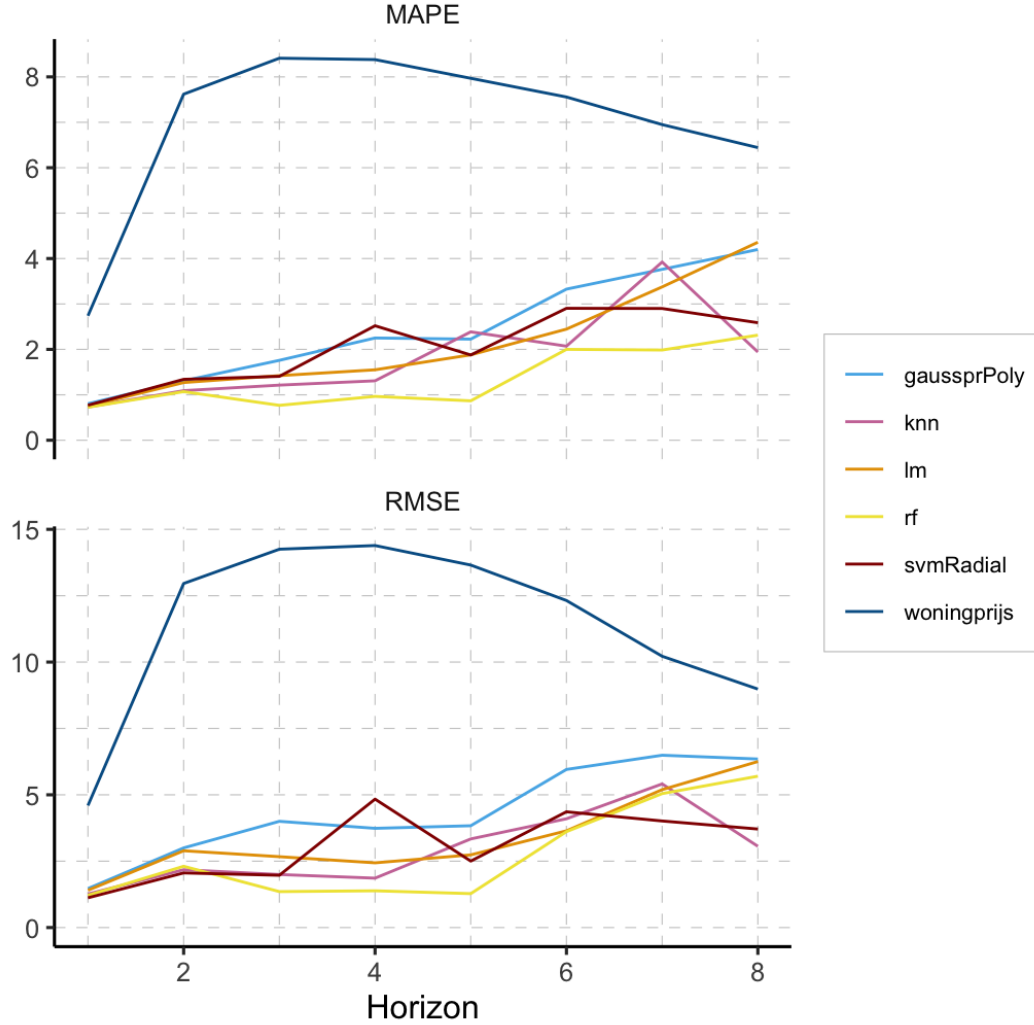 MAPE
8
6
4
2
0
RMSE
15
10
5
0
2 4 6 8
Horizon
gaussprPoly
knn
lm
rf
svmRadial
woningprijs